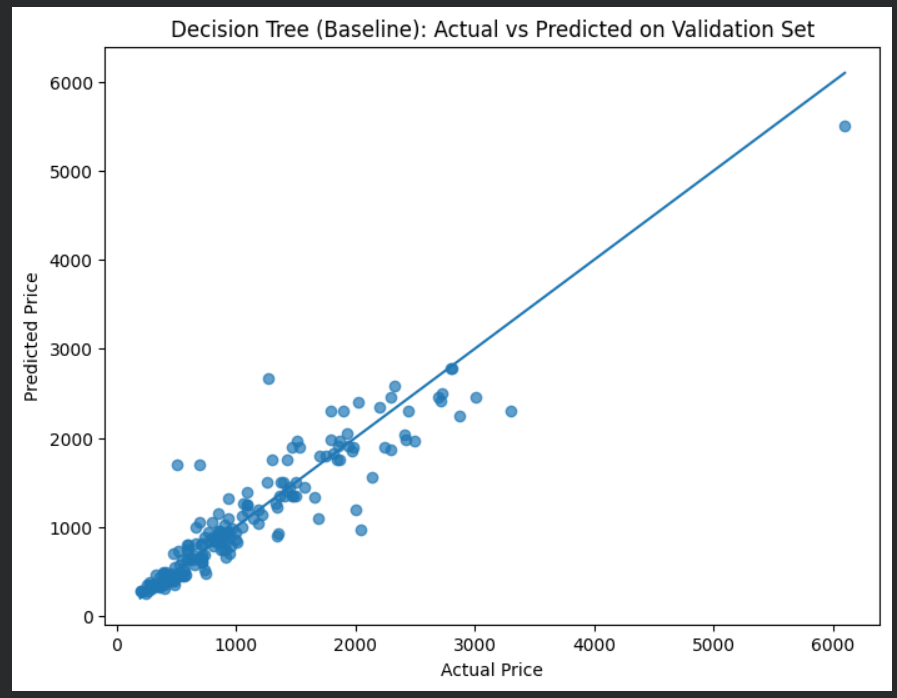 Decision Tree (Baseline): Actual vs Predicted on Validation Set
6000
5000
4000
3000
2000
1000
0
Predicted Price
0 1000 2000 3000 4000 5000 6000
Actual Price